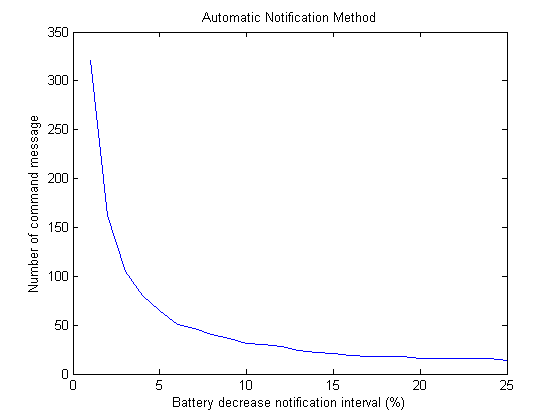 Automatic Notification Method
350
300
250
200
150
100
50
0
Number of command message
0 5 10 15 20 25
Battery decrease notification interval (%)